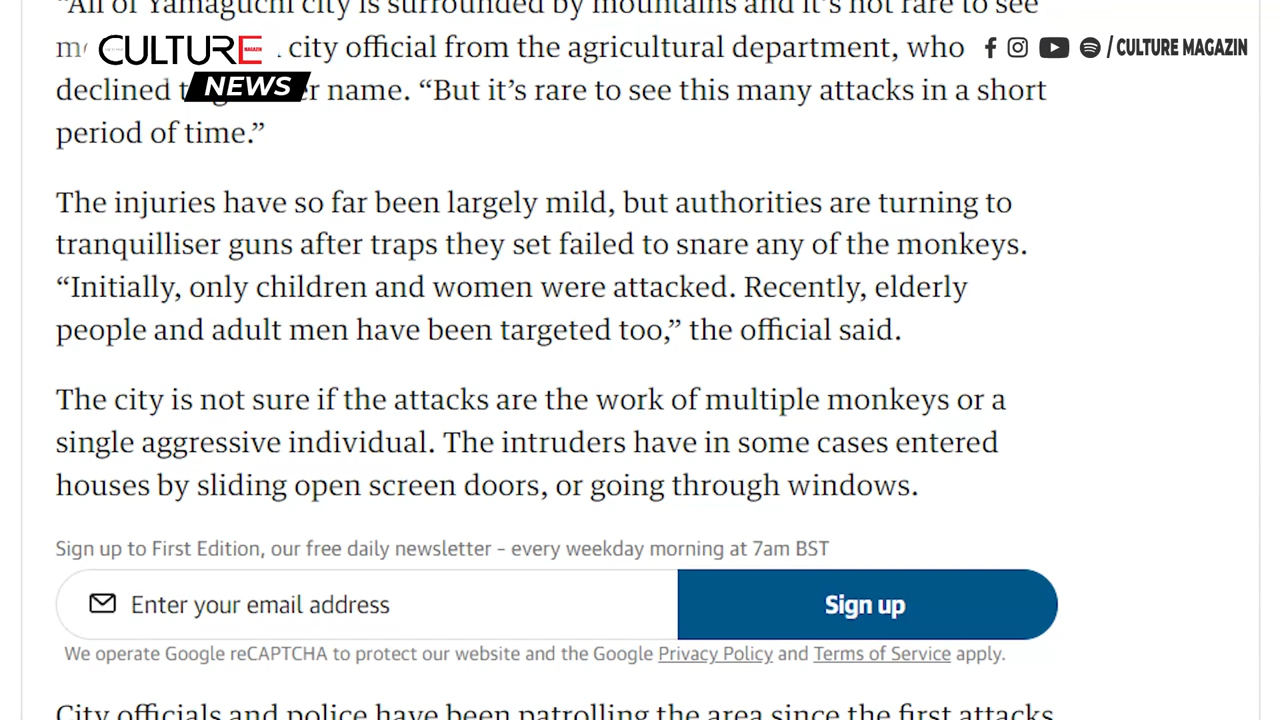 “All of Yamaguchi city is surrounded by mountains and it’s not rare to see
city official from the agricultural department, who
declined name. “But it’s rare to see this many attacks in a short
period of time.”
CULTURE
MAGAZIN
NEWS
/ CULTURE MAGAZIN
The injuries have so far been largely mild, but authorities are turning to
tranquilliser guns after traps they set failed to snare any of the monkeys.
“Initially, only children and women were attacked. Recently, elderly
people and adult men have been targeted too,” the official said.
The city is not sure if the attacks are the work of multiple monkeys or a
single aggressive individual. The intruders have in some cases entered
houses by sliding open screen doors, or going through windows.
Sign up to First Edition, our free daily newsletter – every weekday morning at 7am BST
Enter your email address
Sign up
We operate Google reCAPTCHA to protect our website and the Google Privacy Policy and Terms of Service apply.
City officials and police have been patrolling the area since the first attacks